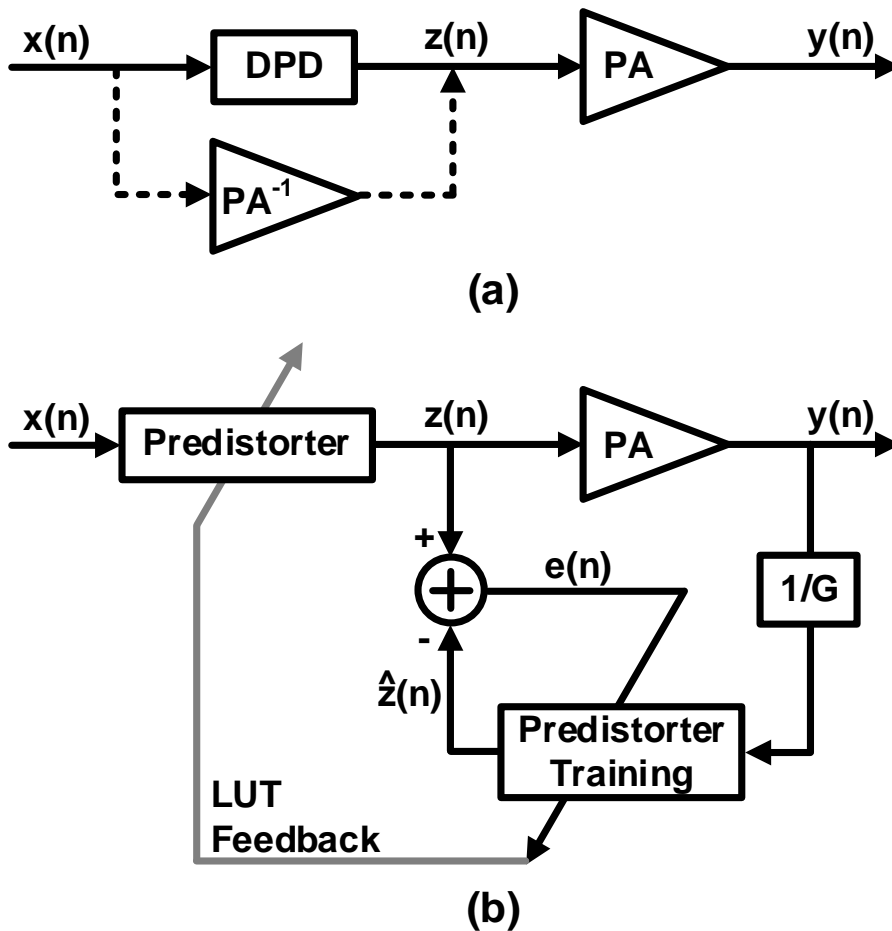 x(n)
DPD
z(n)
PA
y(n)
PA-1
(a)
x(n)
Predistorter
z(n)
PA
y(n)
+
e(n)
1/G
-
ẑ(n)
Predistorter
Training
LUT
Feedback
(b)